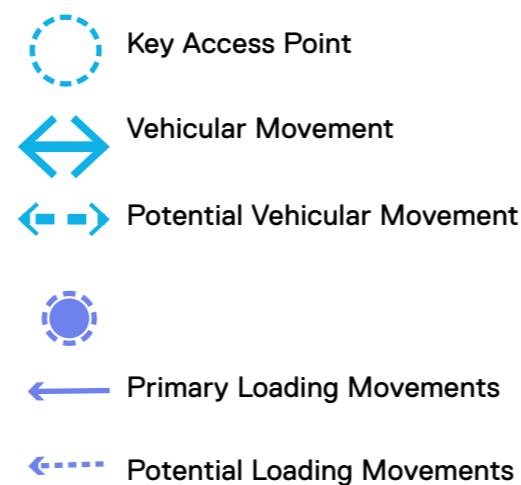 Key Access Point
Vehicular Movement
Potential Vehicular Movement
Primary Loading Movements
Potential Loading Movements